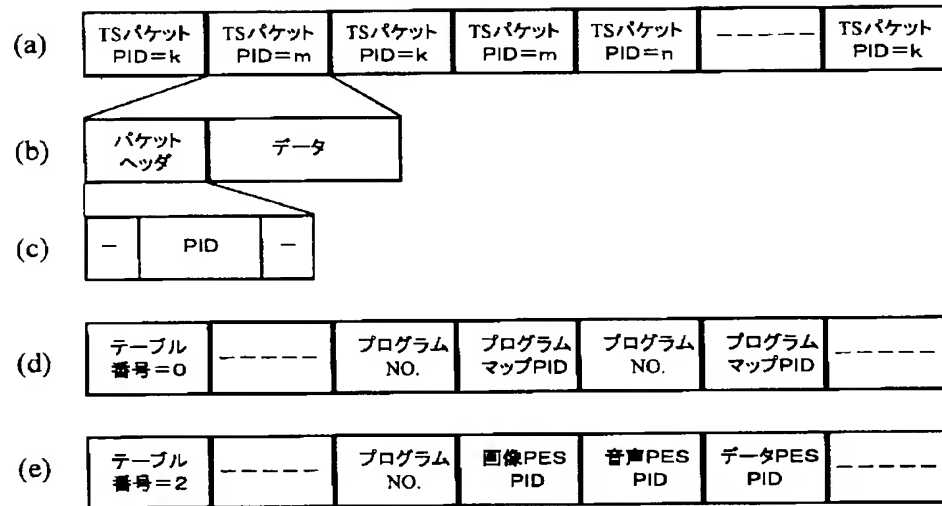 (a)
TSパケット
PID=k
TSパケット
PID=m
TSパケット
PID=k
TSパケット
PID=m
TSパケット
PID=n
TSパケット
PID=k
(b)
パケット
ヘッダ
データ
(c)
－
PID
－
(d)
テーブル
番号=0
プログラム
NO.
プログラム
マップPID
プログラム
NO.
プログラム
マップPID
(e)
テーブル
番号=2
プログラム
NO.
画像PES
PID
音声PES
PID
データPES
PID